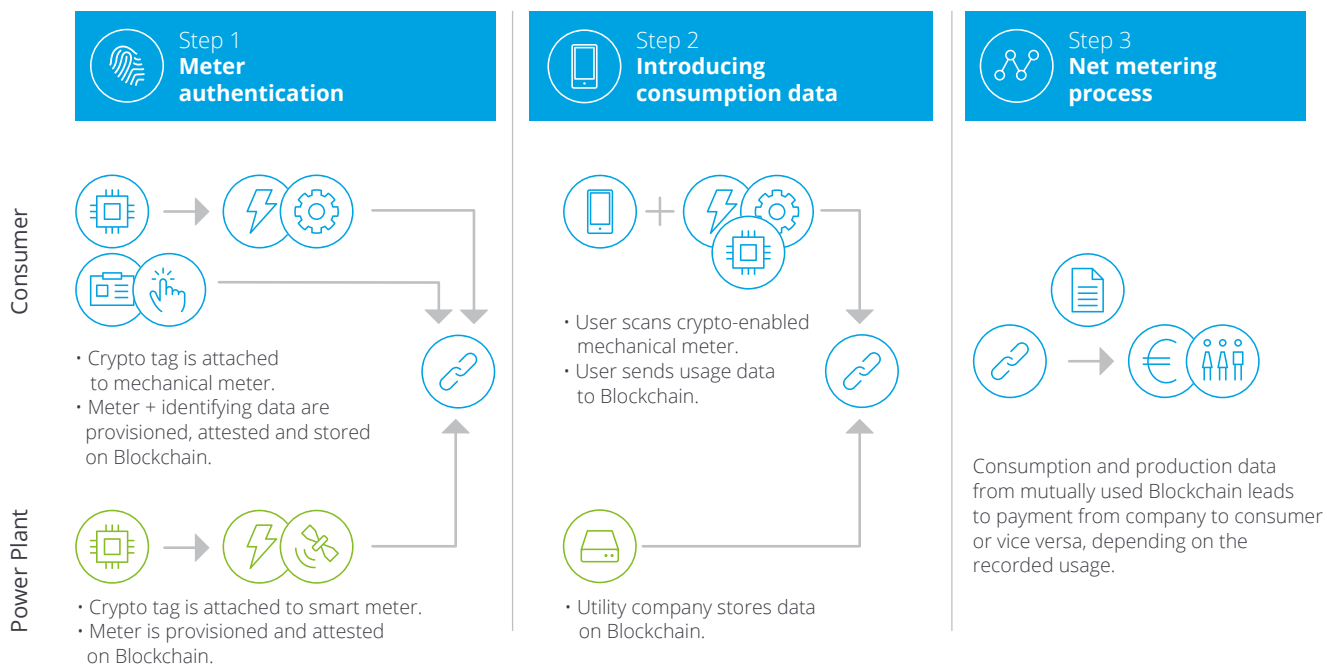 Step 1
Meter
authentication
Step 2
Introducing
consumption data
Step 3
Net metering
process
Consumer
• Crypto tag is attached
to mechanical meter.
• Meter + identifying data are
provisioned, attested and stored
on Blockchain.
• User scans crypto-enabled
mechanical meter.
• User sends usage data
to Blockchain.
Consumption and production data
from mutually used Blockchain leads
to payment from company to consumer
or vice versa, depending on the
recorded usage.
Power Plant
• Crypto tag is attached to smart meter.
• Meter is provisioned and attested
on Blockchain.
• Utility company stores data
on Blockchain.